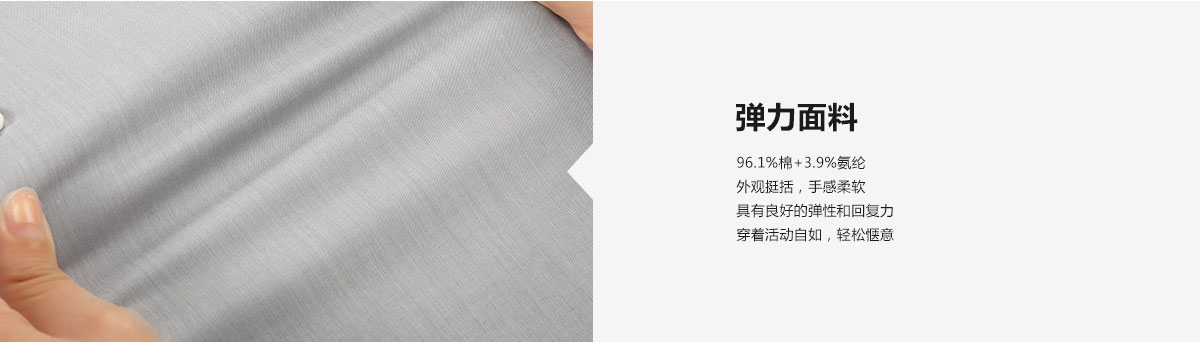 弹力面料
96.1%棉+3.9%氨纶
外观挺括，手感柔软
具有良好的弹性和回复力
穿着活动自如，轻松惬意